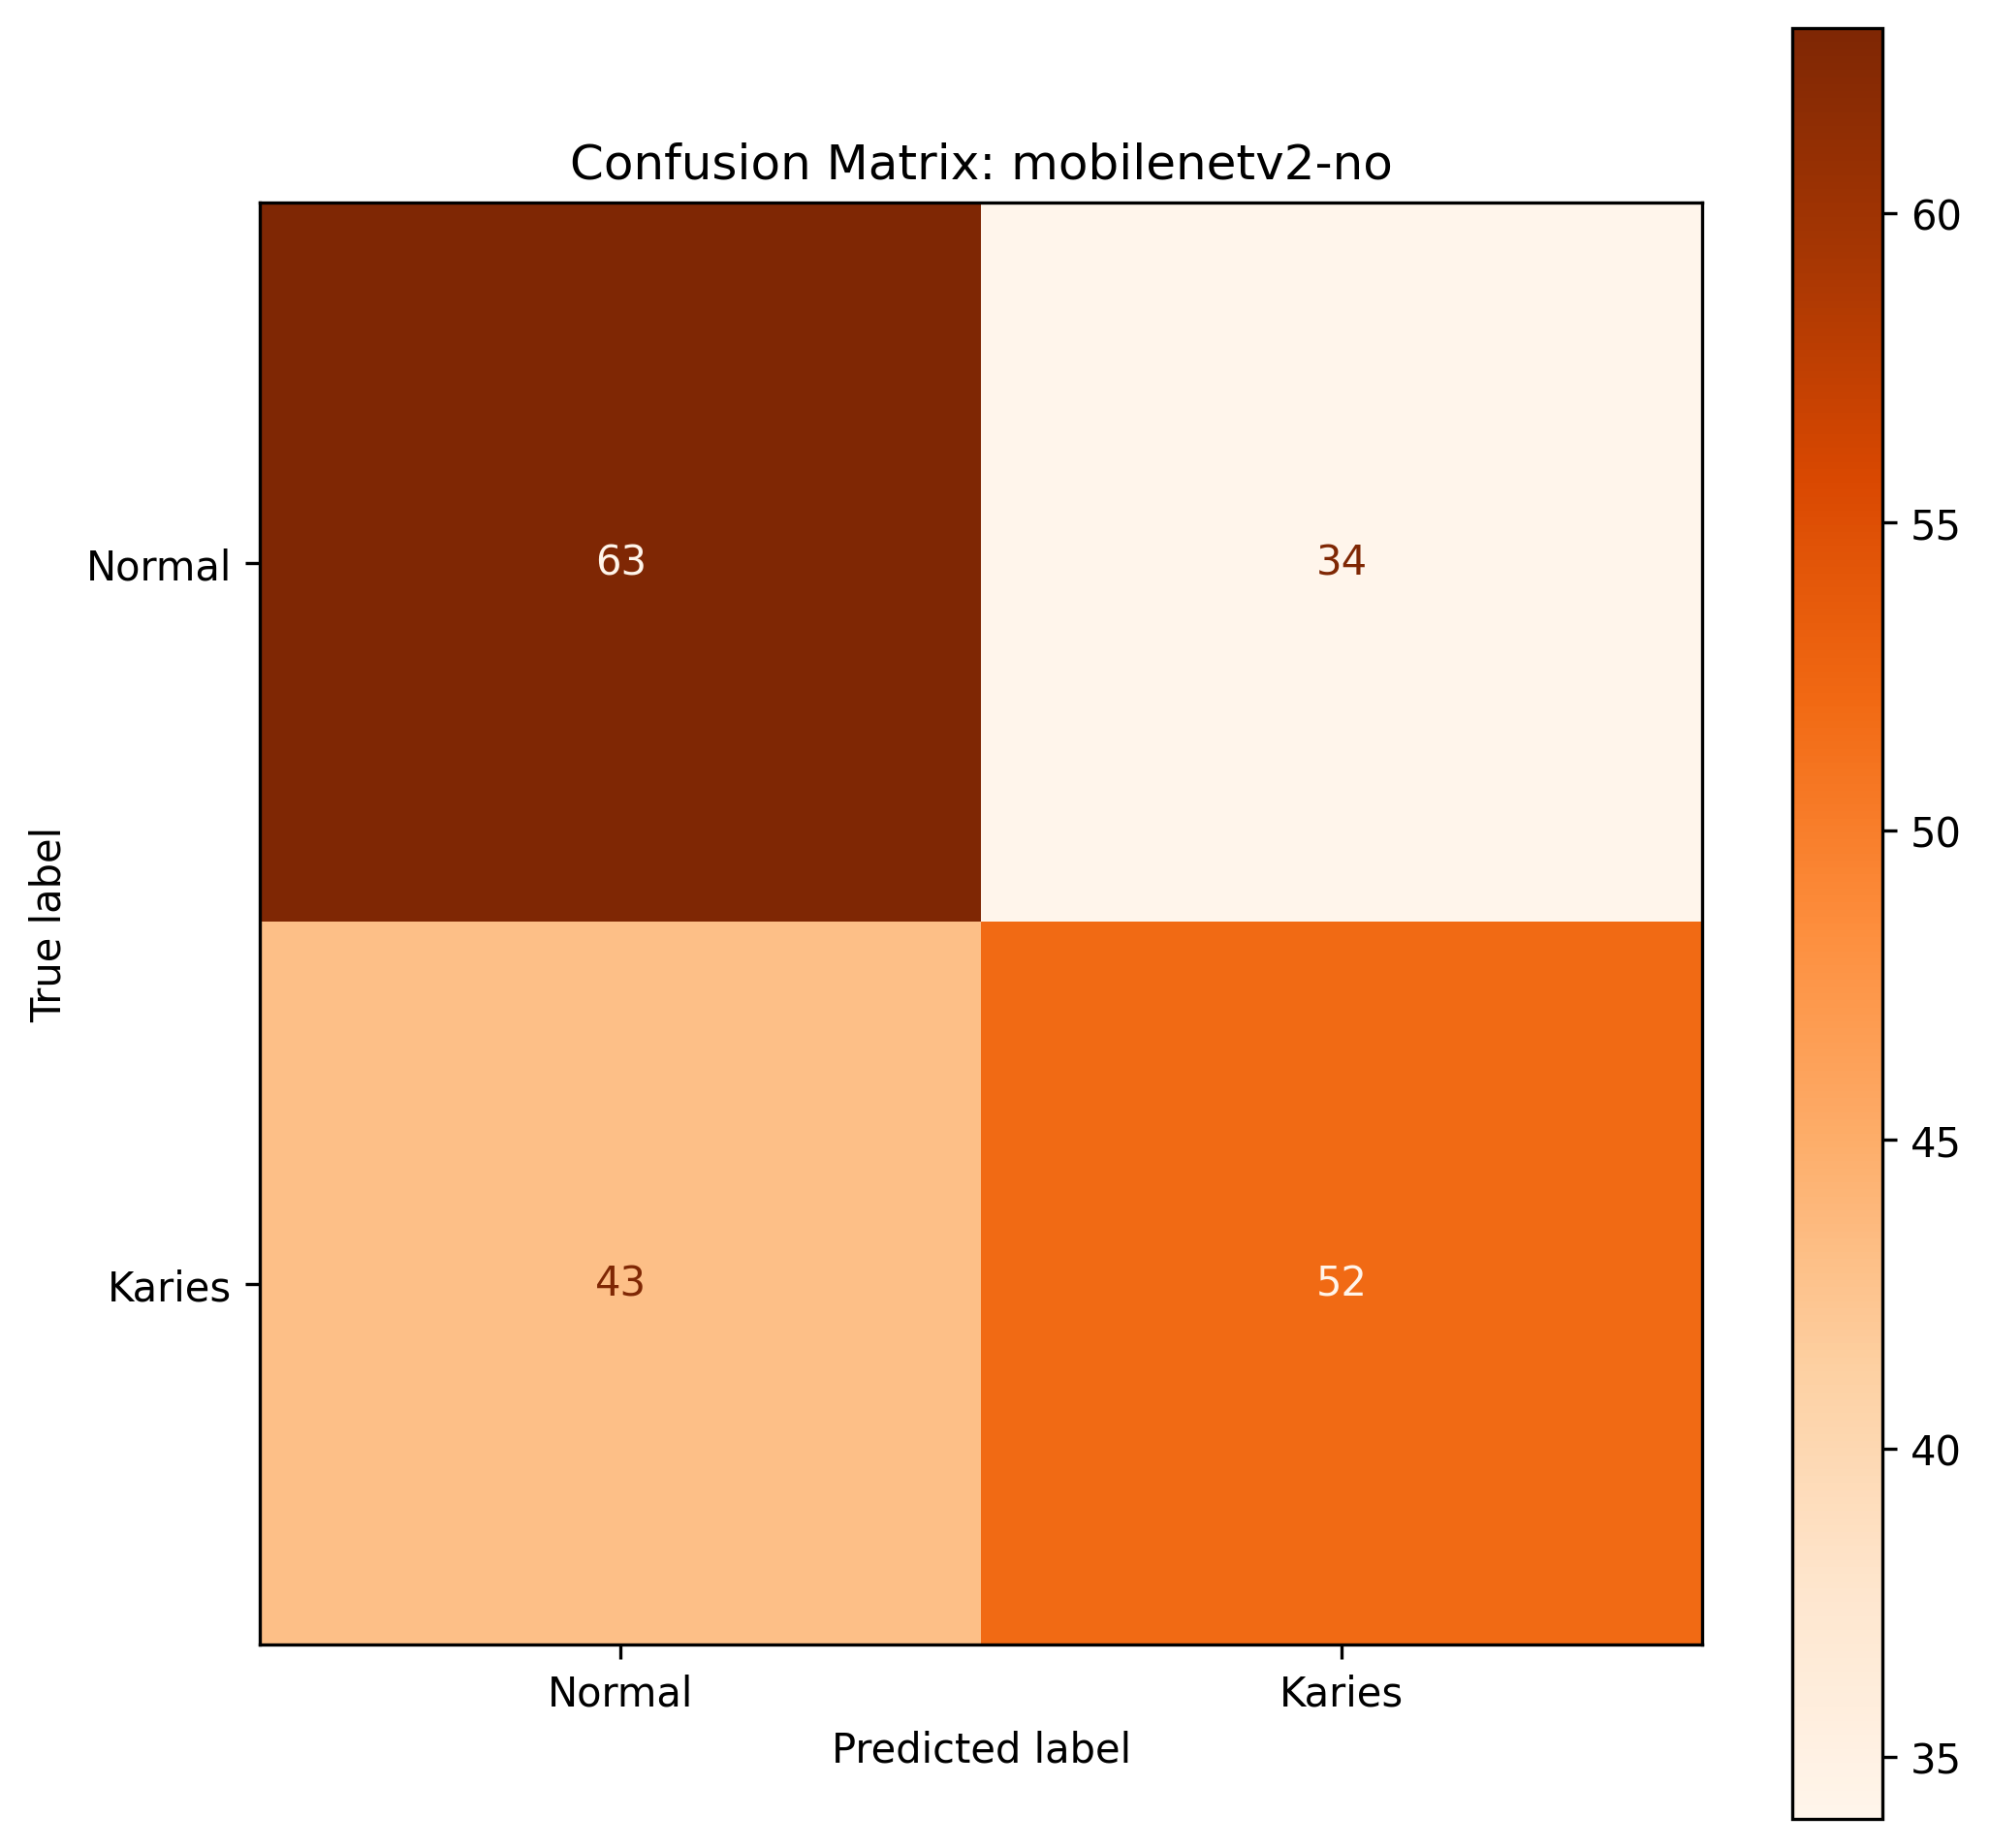 Confusion Matrix: mobilenetv2-no
True label
Normal
63
34
Karies
43
52
Normal
Karies
Predicted label
60
55
50
45
40
35